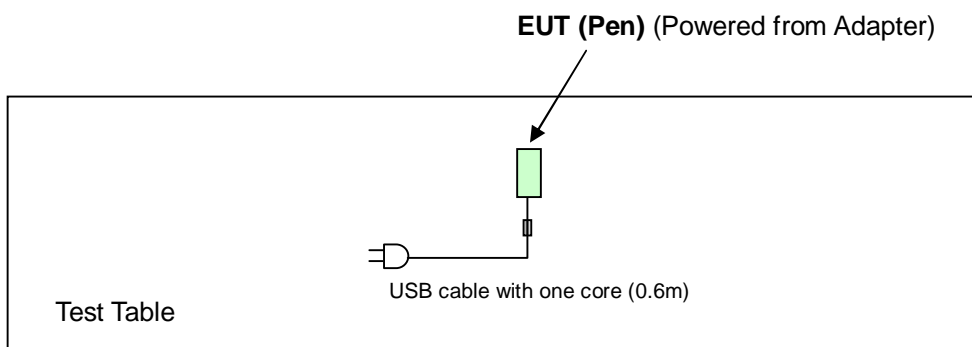 EUT (Pen) (Powered from Adapter)
USB cable with one core (0.6m)
Test Table